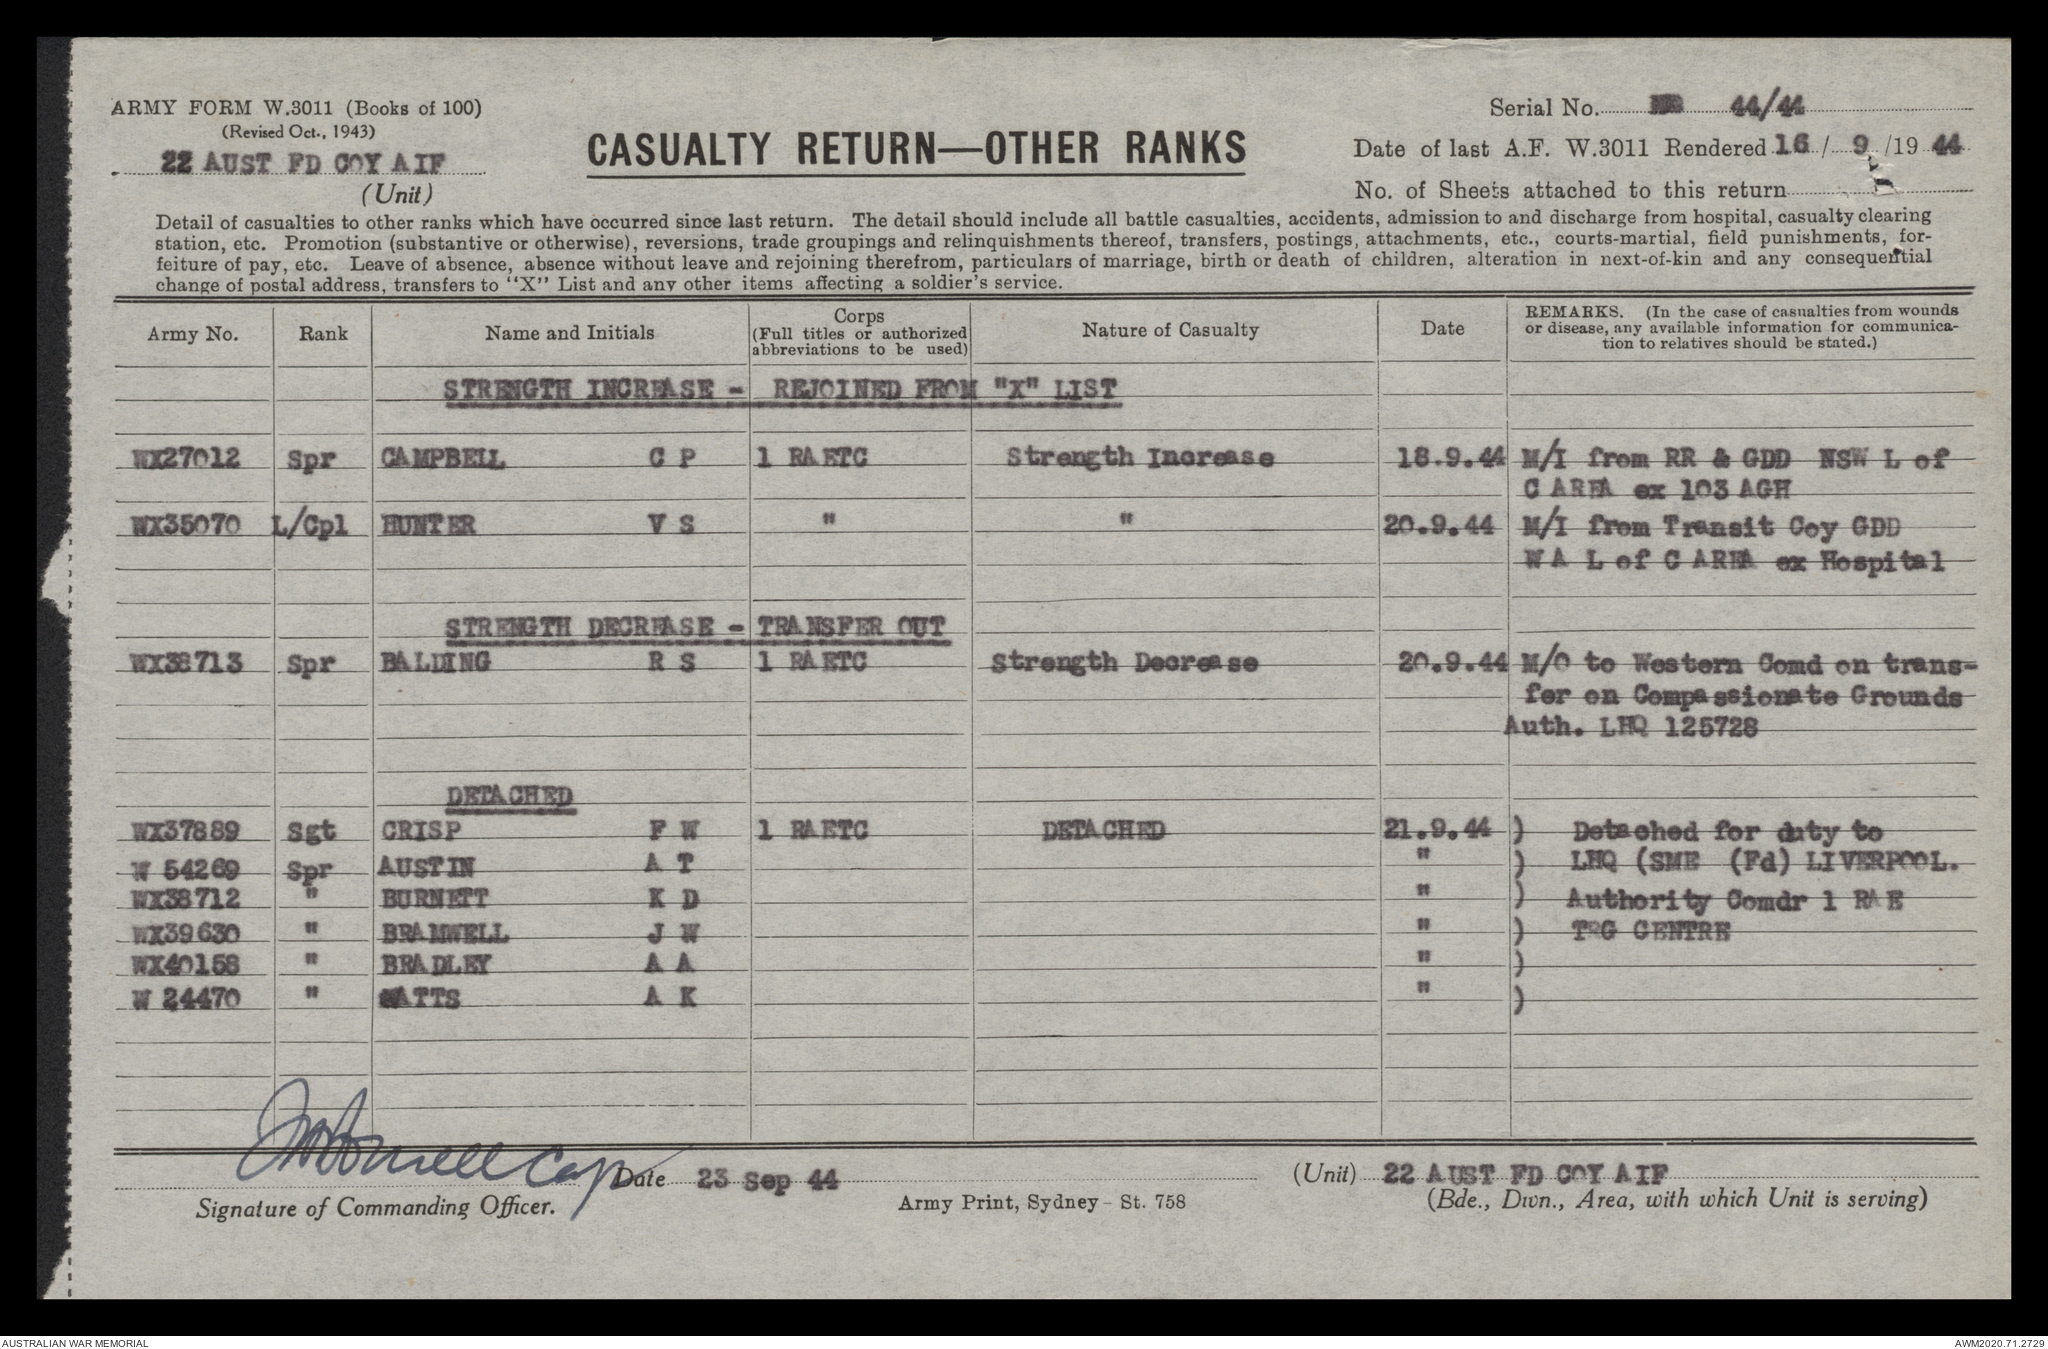 ARMY FORM W.3011 (Books of 100)
(Revised Oct., 1943)
22 AUST FD COY AIF
(Unit)
CASUALTY RETURN—OTHER RANKS
Serial No. 44/44
Date of last A.F. W.3011 Rendered 16 / 9 /19 44
No. of Sheets attached to this return
Detail of casualties to other ranks which have occurred since last return. The detail should include all battle casualties, accidents, admission to and discharge from hospital, casualty clearing
station, etc. Promotion (substantive or otherwise), reversions, trade groupings and relinquishments thereof, transfers, postings, attachments, etc., courts-martial, field punishments, for-
feiture of pay, etc. Leave of absence, absence without leave and rejoining therefrom, particulars of marriage, birth or death of children, alteration in next-of-kin and any consequential
change of postal address, transfers to "X" List and any other items affecting a soldier's service.
Army No. Rank Name and Initials Corps (Full titles or authorized abbreviations to be used) Nature of Casualty Date REMARKS. (In the case of casualties from wounds or disease, any available information for communica-tion to relatives should be stated.)
STRENGTH INCREASE - REJOINED FROM "X" LIST
WX27012 Spr CAMPBELL C P 1 RAETC Strength Increase 18.9.44 M/I from RR & GDD NSW L of
C AREA ex 103 AGH
WX35070 L/Cpl HUNTER V S " " 20.9.44 M/I from Transit Coy GDD
W A L of C AREA ex Hospital
STRENGTH DECREASE - TRANSFER OUT
WX38713 Spr BALDING R S 1 RAETC Strength Decrease 20.9.44 M/O to Western Comd on trans-
fer on Compassionate Grounds
Auth. LHQ 125728
DETACHED
WX37889 Sgt CRISP F W 1 RAETC DETACHED 21.9.44 ) Detached for duty to
W 54269 Spr AUSTIN A T " ) LHQ (SME (Fd) LIVERPOOL.
WX38712 " BURNETT K D " ) Authority Comdr 1 RAE
WX39630 " BRAMWELL J W " ) TRG CENTRE
WX40158 " BRADLEY A A " )
W 24470 " WATTS A K " )
Capt
Signature of Commanding Officer.
Date 23 Sep 44
Army Print, Sydney - St. 758
(Unit) 22 AUST FD COY AIF
(Bde., Divn., Area, with which Unit is serving)
AUSTRALIAN WAR MEMORIAL
AWM2020.71.2729